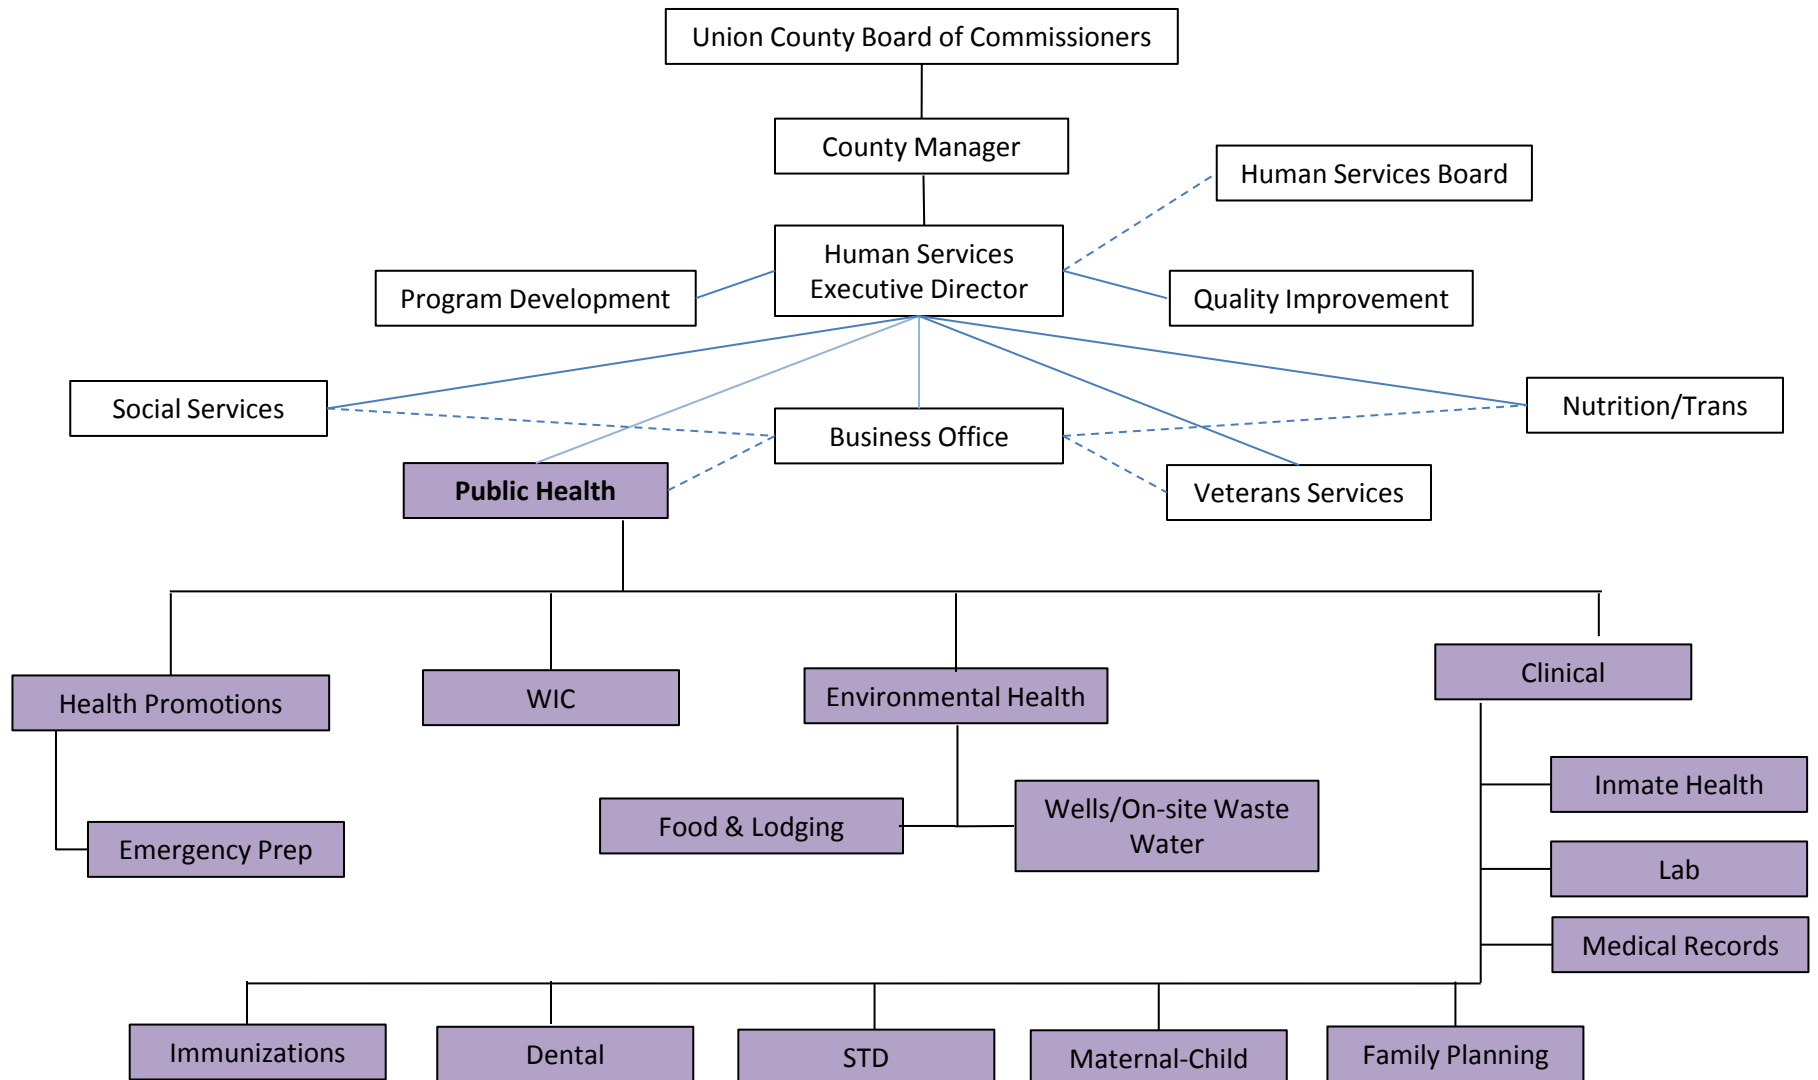 Union County Board of Commissioners
County Manager
Human Services Board
Human Services
Executive Director
Program Development
Quality Improvement
Social Services
Business Office
Nutrition/Trans
Public Health
Veterans Services
Health Promotions
WIC
Environmental Health
Clinical
Food & Lodging
Wells/On-site Waste
Water
Inmate Health
Emergency Prep
Lab
Medical Records
Immunizations
Dental
STD
Maternal-Child
Family Planning